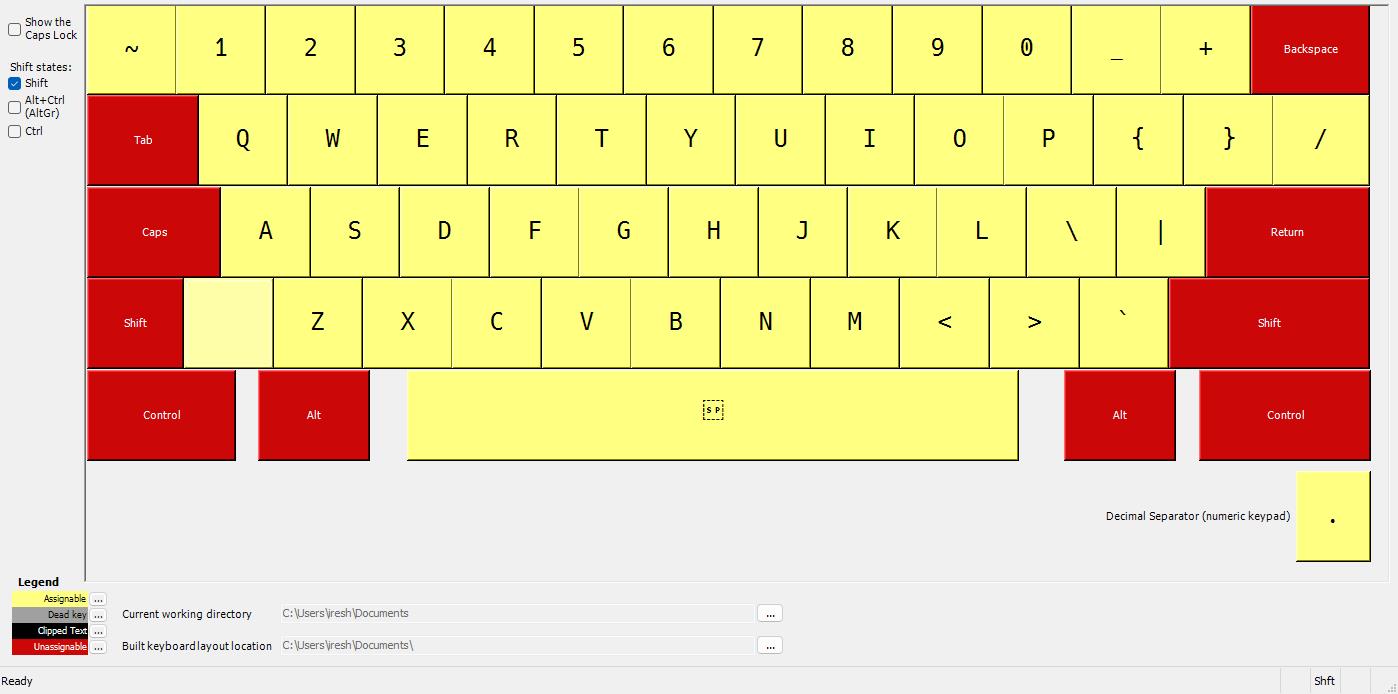 Show the
Caps Lock
Shift states:
Shift
Alt+Ctrl
(AltGr)
Ctrl
~ 1 2 3 4 5 6 7 8 9 0 _ + Backspace
Tab Q W E R T Y U I O P { } /
Caps A S D F G H J K L \ | Return
Shift Z X C V B N M < > ` Shift
Control Alt SP Alt Control
Decimal Separator (numeric keypad) .
Legend
Assignable ...
Dead key ...
Clipped Text ...
Unassignable ...
Current working directory C:\Users\iresh\Documents ...
Built keyboard layout location C:\Users\iresh\Documents\ ...
Ready Shft